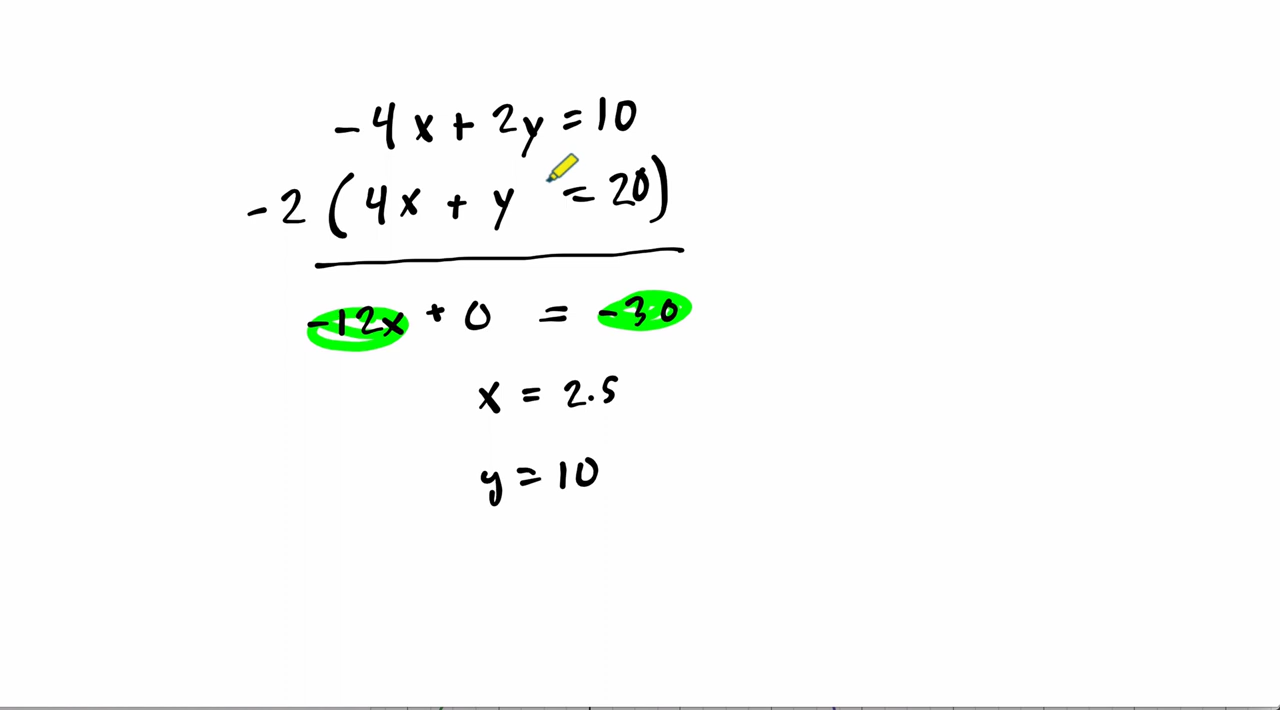 -4x + 2y = 10
-2 (4x + y = 20)
-12x + 0 = -30
x = 2.5
y = 10